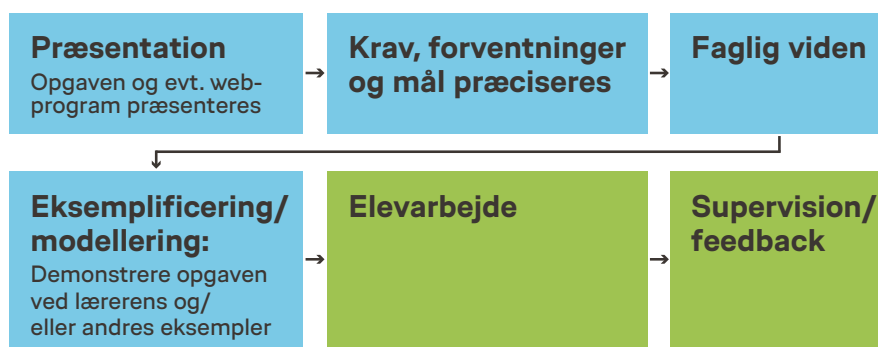 Præsentation
Opgaven og evt. web-
program præsenteres
Krav, forventninger
og mål præciseres
Faglig viden
Eksemplificering/
modellering:
Demonstrere opgaven
ved lærerens og/
eller andres eksempler
Elevarbejde
Supervision/
feedback